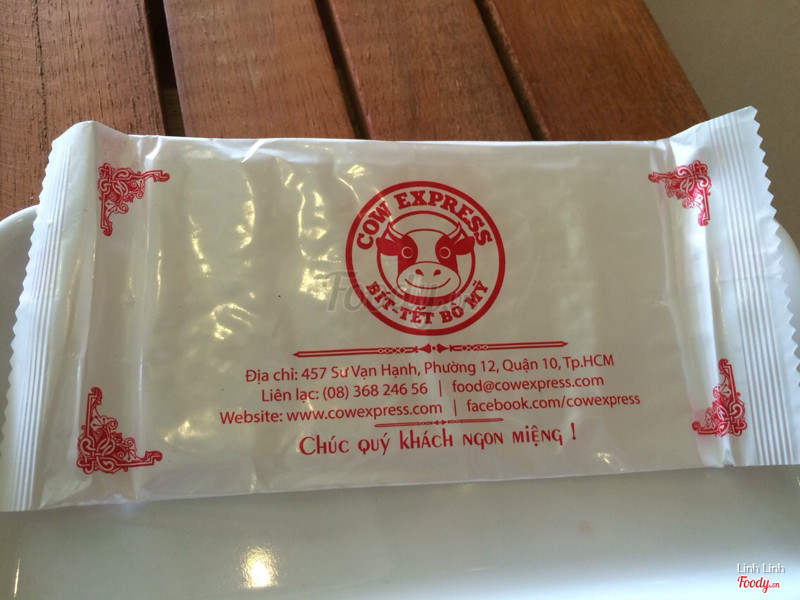 COW EXPRESS
BÍT-TẾT BÒ MỸ
Foody.vn
Địa chỉ: 457 Sư Vạn Hạnh, Phường 12, Quận 10, Tp.HCM
Liên lạc: (08) 368 246 56 | food@cowexpress.com
Website: www.cowexpress.com | facebook.com/cowexpress
Chúc quý khách ngon miệng !
Linh Linh
Foody.vn